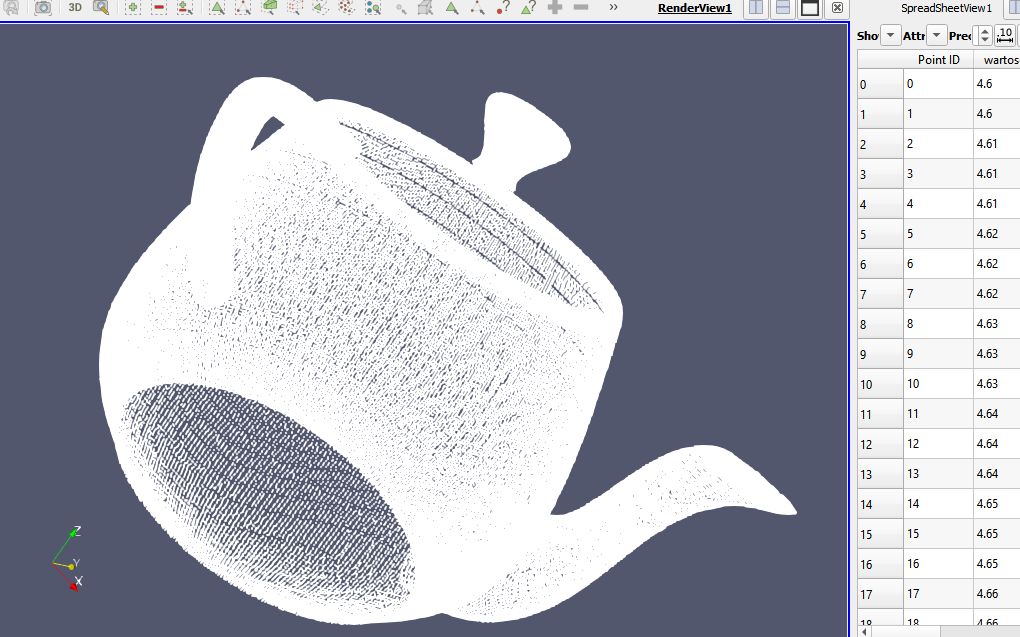 3D RenderView1 SpreadSheetView1
Sho Attr Prec .10
Point ID wartos
0 0 4.6
1 1 4.6
2 2 4.61
3 3 4.61
4 4 4.61
5 5 4.62
6 6 4.62
7 7 4.62
8 8 4.63
9 9 4.63
10 10 4.63
11 11 4.64
12 12 4.64
13 13 4.64
14 14 4.65
15 15 4.65
16 16 4.65
17 17 4.66
18 18 4.66
Z
Y
X